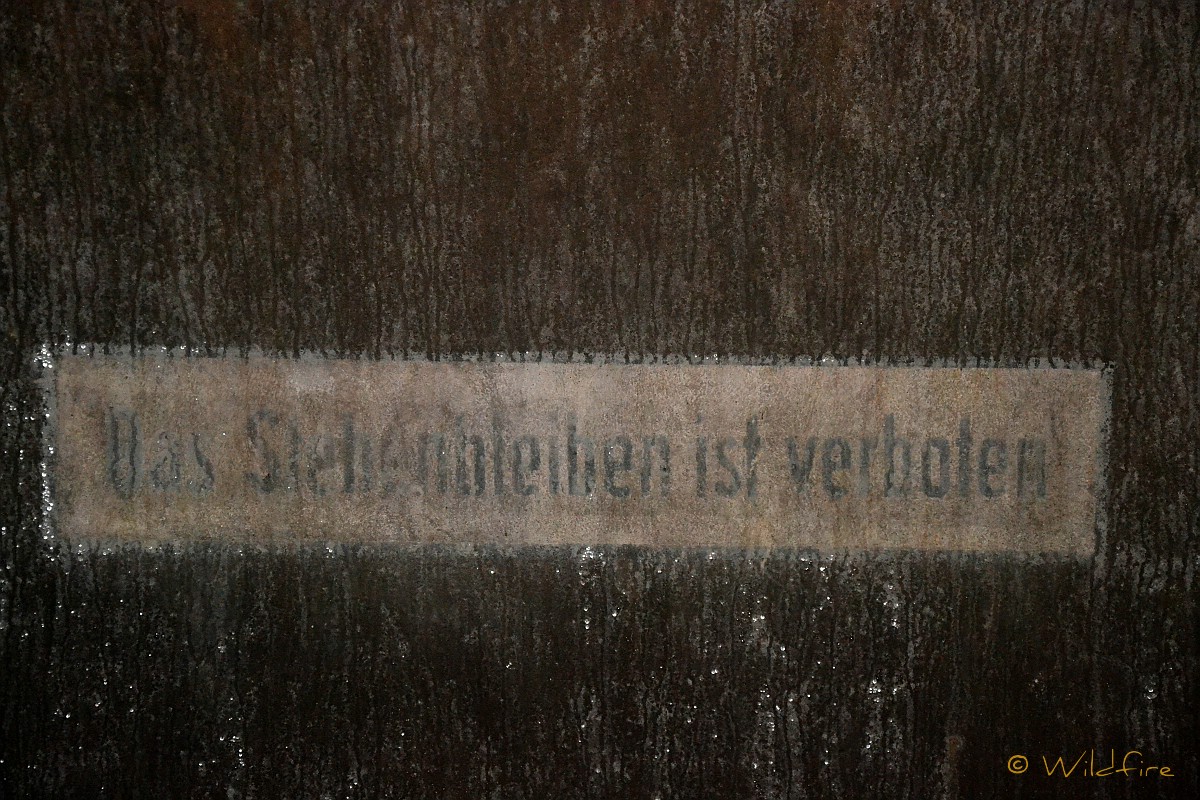 Das Stehenbleiben ist verboten
© Wildfire